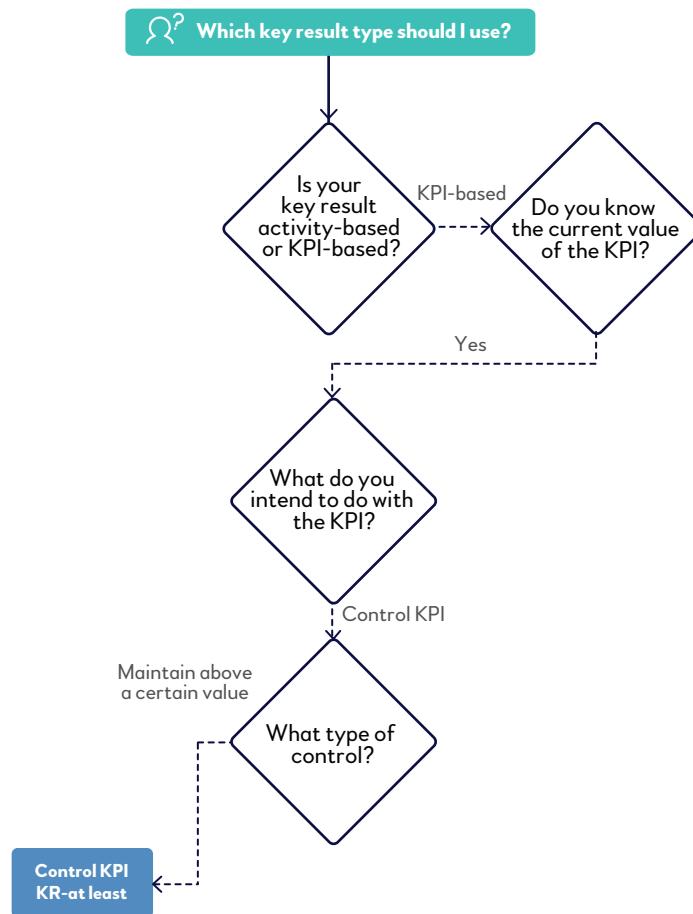 Which key result type should I use?
Is your
key result
activity-based
or KPI-based?
KPI-based
Do you know
the current value
of the KPI?
Yes
What do you
intend to do with
the KPI?
Control KPI
Maintain above
a certain value
What type of
control?
Control KPI
KR-at least